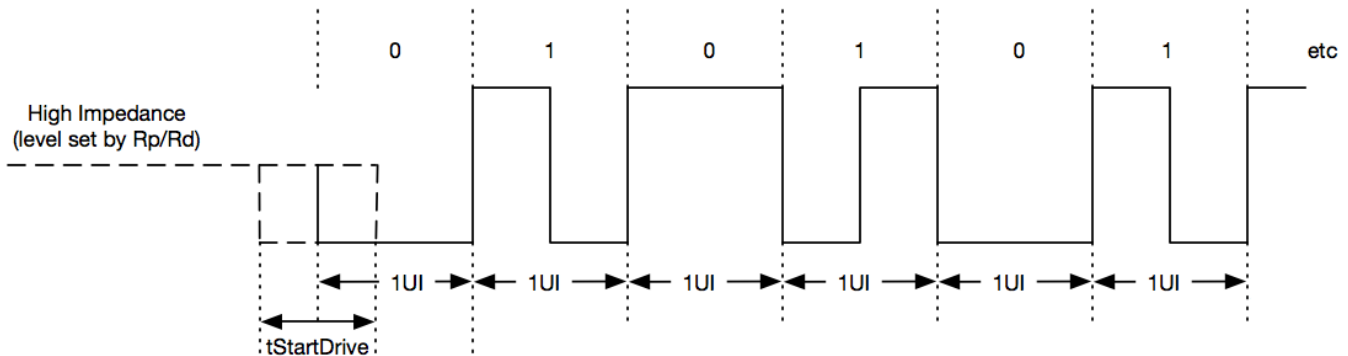 0 1 0 1 0 1 etc
High Impedance
(level set by Rp/Rd)
1UI 1UI 1UI 1UI 1UI 1UI
tStartDrive